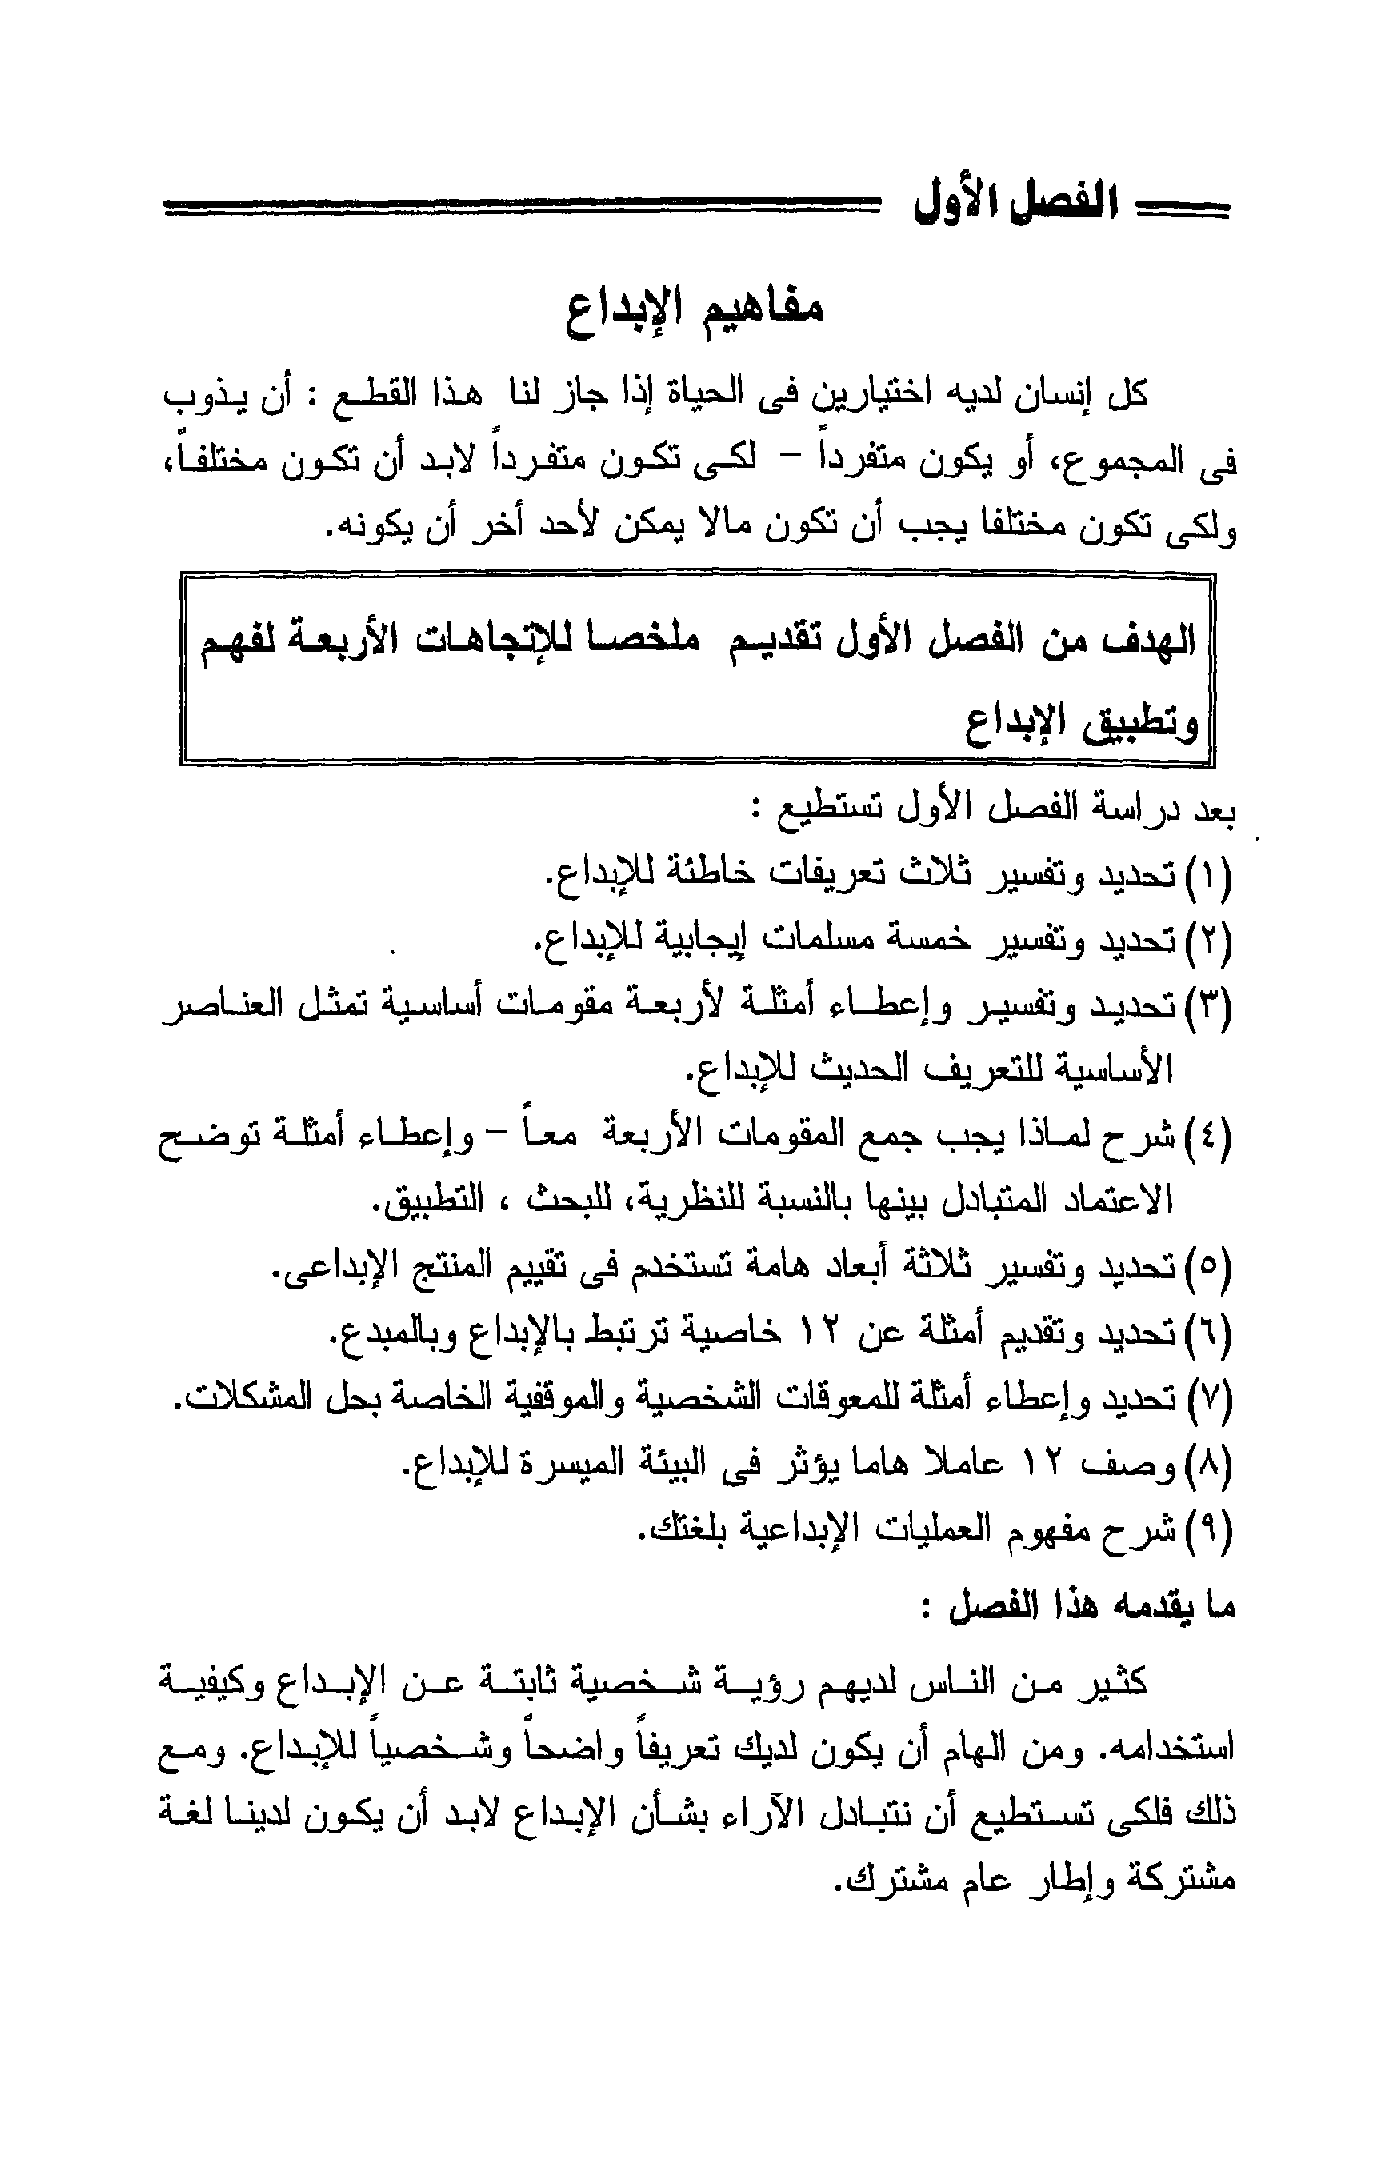 الفصل الأول
مفاهيم الإبداع
كل إنسان لديه اختيارين فى الحياة إذا جاز لنا هذا القطع : أن يذوب
فى المجموع، أو يكون متفرداً – لكى تكون متفرداً لابد أن تكون مختلفاً،
ولكى تكون مختلفا يجب أن تكون مالا يمكن لأحد أخر أن يكونه.
الهدف من الفصل الأول تقديم ملخصا للإتجاهات الأربعة لفهم
وتطبيق الإبداع
بعد دراسة الفصل الأول تستطيع :
(١) تحديد وتفسير ثلاث تعريفات خاطئة للإبداع.
(٢) تحديد وتفسير خمسة مسلمات إيجابية للإبداع.
(٣) تحديد وتفسير وإعطاء أمثلة لأربعة مقومات أساسية تمثل العناصر
الأساسية للتعريف الحديث للإبداع.
(٤) شرح لماذا يجب جمع المقومات الأربعة معاً – وإعطاء أمثلة توضح
الاعتماد المتبادل بينها بالنسبة للنظرية، للبحث ، التطبيق.
(٥) تحديد وتفسير ثلاثة أبعاد هامة تستخدم فى تقييم المنتج الإبداعى.
(٦) تحديد وتقديم أمثلة عن ١٢ خاصية ترتبط بالإبداع وبالمبدع.
(٧) تحديد وإعطاء أمثلة للمعوقات الشخصية والموقفية الخاصة بحل المشكلات.
(٨) وصف ١٢ عاملا هاما يؤثر فى البيئة الميسرة للإبداع.
(٩) شرح مفهوم العمليات الإبداعية بلغتك.
ما يقدمه هذا الفصل :
كثير من الناس لديهم رؤية شخصية ثابتة عن الإبداع وكيفية
استخدامه. ومن الهام أن يكون لديك تعريفاً واضحاً وشخصياً للإبداع. ومع
ذلك فلكى تستطيع أن نتبادل الآراء بشأن الإبداع لابد أن يكون لدينا لغة
مشتركة وإطار عام مشترك.